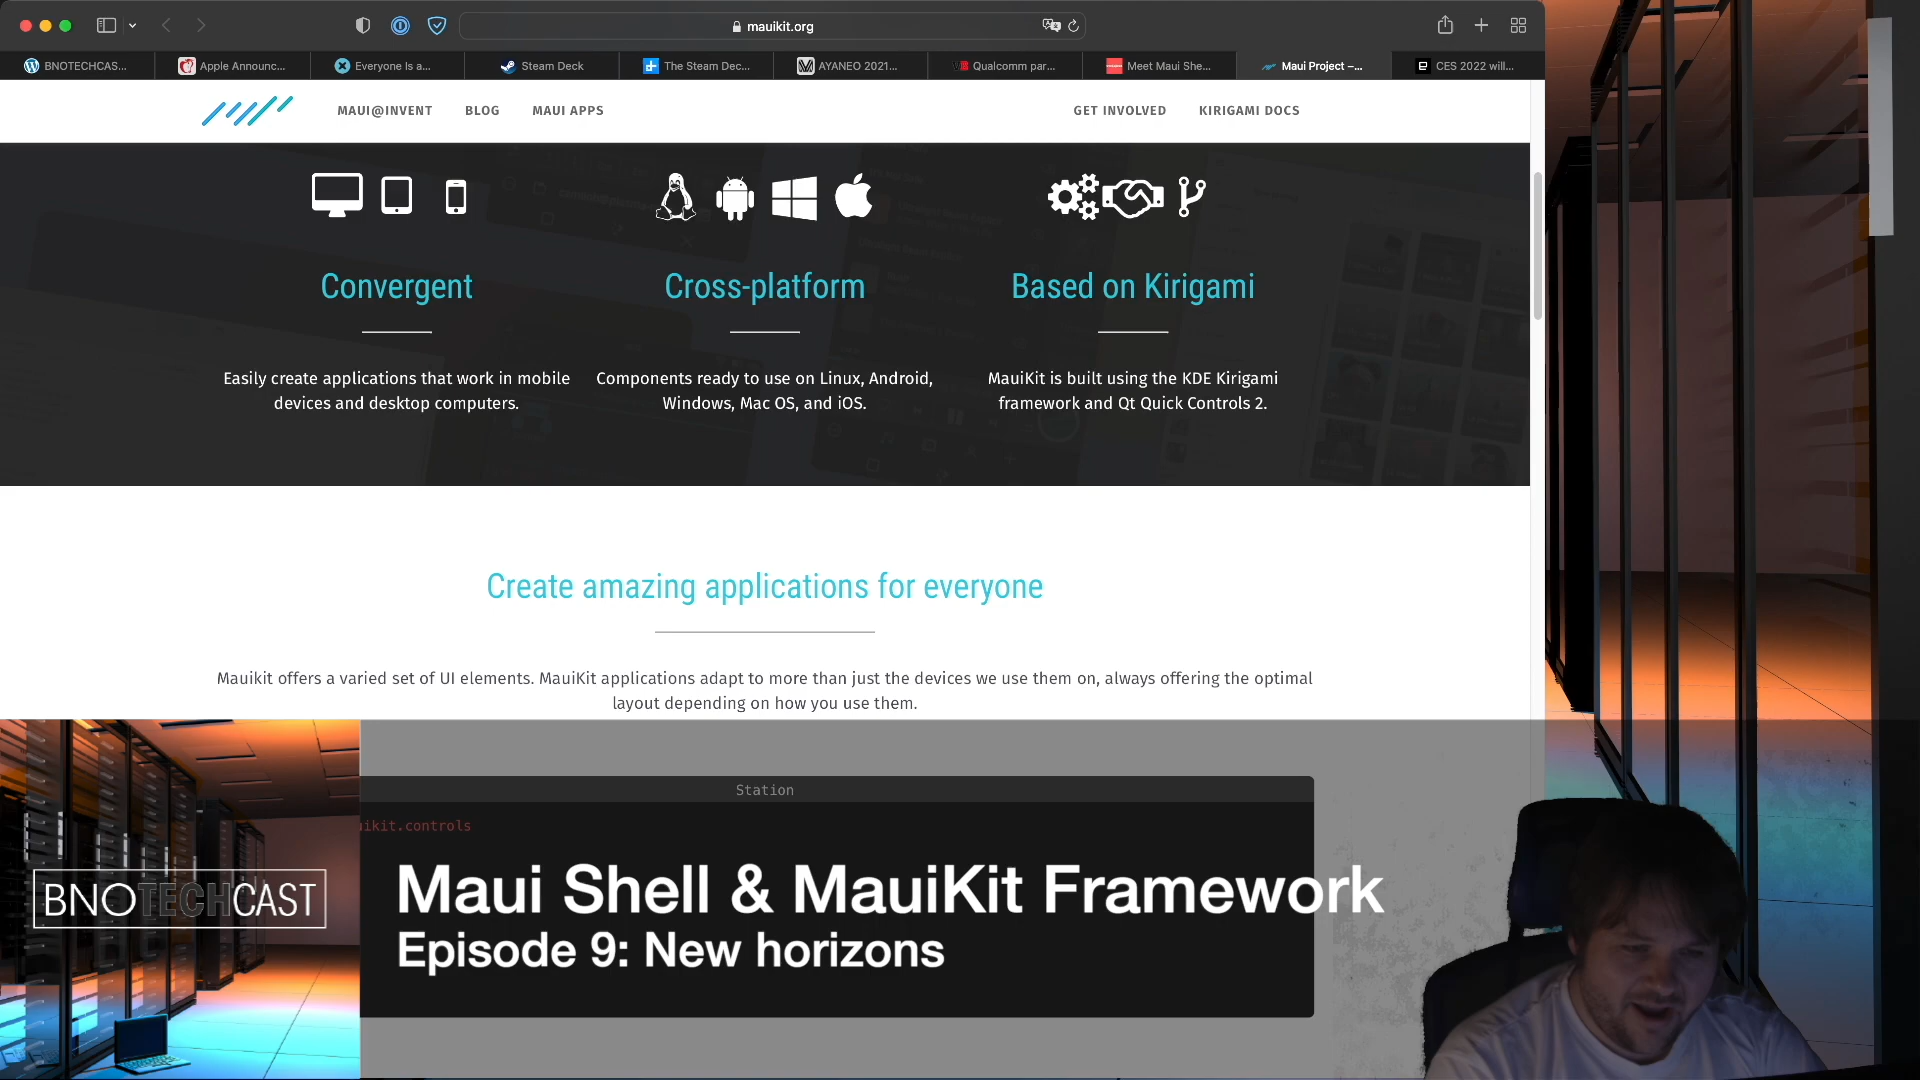 mauikit.org
BNOTECHCAS...
Apple Announc...
Everyone Is a...
Steam Deck
The Steam Dec...
AYANEO 2021...
Qualcomm par...
Meet Maui She...
Maui Project –...
CES 2022 will...
MAUI@INVENT
BLOG
MAUI APPS
GET INVOLVED
KIRIGAMI DOCS
Convergent
Easily create applications that work in mobile
devices and desktop computers.
Cross-platform
Components ready to use on Linux, Android,
Windows, Mac OS, and iOS.
Based on Kirigami
MauiKit is built using the KDE Kirigami
framework and Qt Quick Controls 2.
Create amazing applications for everyone
Mauikit offers a varied set of UI elements. MauiKit applications adapt to more than just the devices we use them on, always offering the optimal
layout depending on how you use them.
Station
uikit.controls
BNOTECHCAST
Maui Shell & MauiKit Framework
Episode 9: New horizons